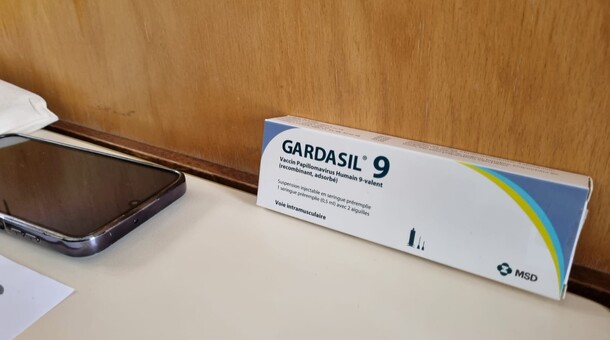 GARDASIL® 9
Vaccin Papillomavirus Humain 9-valent
(recombinant, adsorbé)
Suspension injectable en seringue préremplie
1 seringue préremplie (0,5 ml) avec 2 aiguilles
Voie intramusculaire
MSD